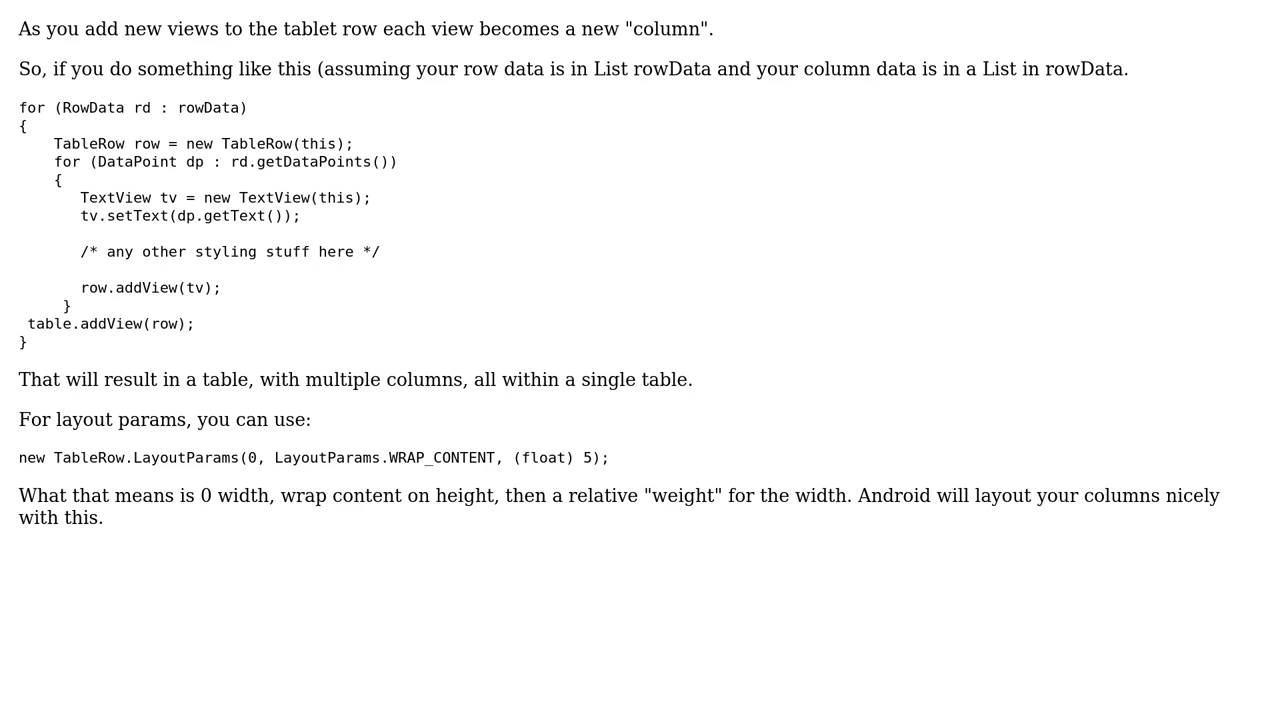 As you add new views to the tablet row each view becomes a new "column".
So, if you do something like this (assuming your row data is in List rowData and your column data is in a List in rowData.
for (RowData rd : rowData)
{
    TableRow row = new TableRow(this);
    for (DataPoint dp : rd.getDataPoints())
    {
       TextView tv = new TextView(this);
       tv.setText(dp.getText());
       /* any other styling stuff here */
       row.addView(tv);
     }
 table.addView(row);
}
That will result in a table, with multiple columns, all within a single table.
For layout params, you can use:
new TableRow.LayoutParams(0, LayoutParams.WRAP_CONTENT, (float) 5);
What that means is 0 width, wrap content on height, then a relative "weight" for the width. Android will layout your columns nicely
with this.